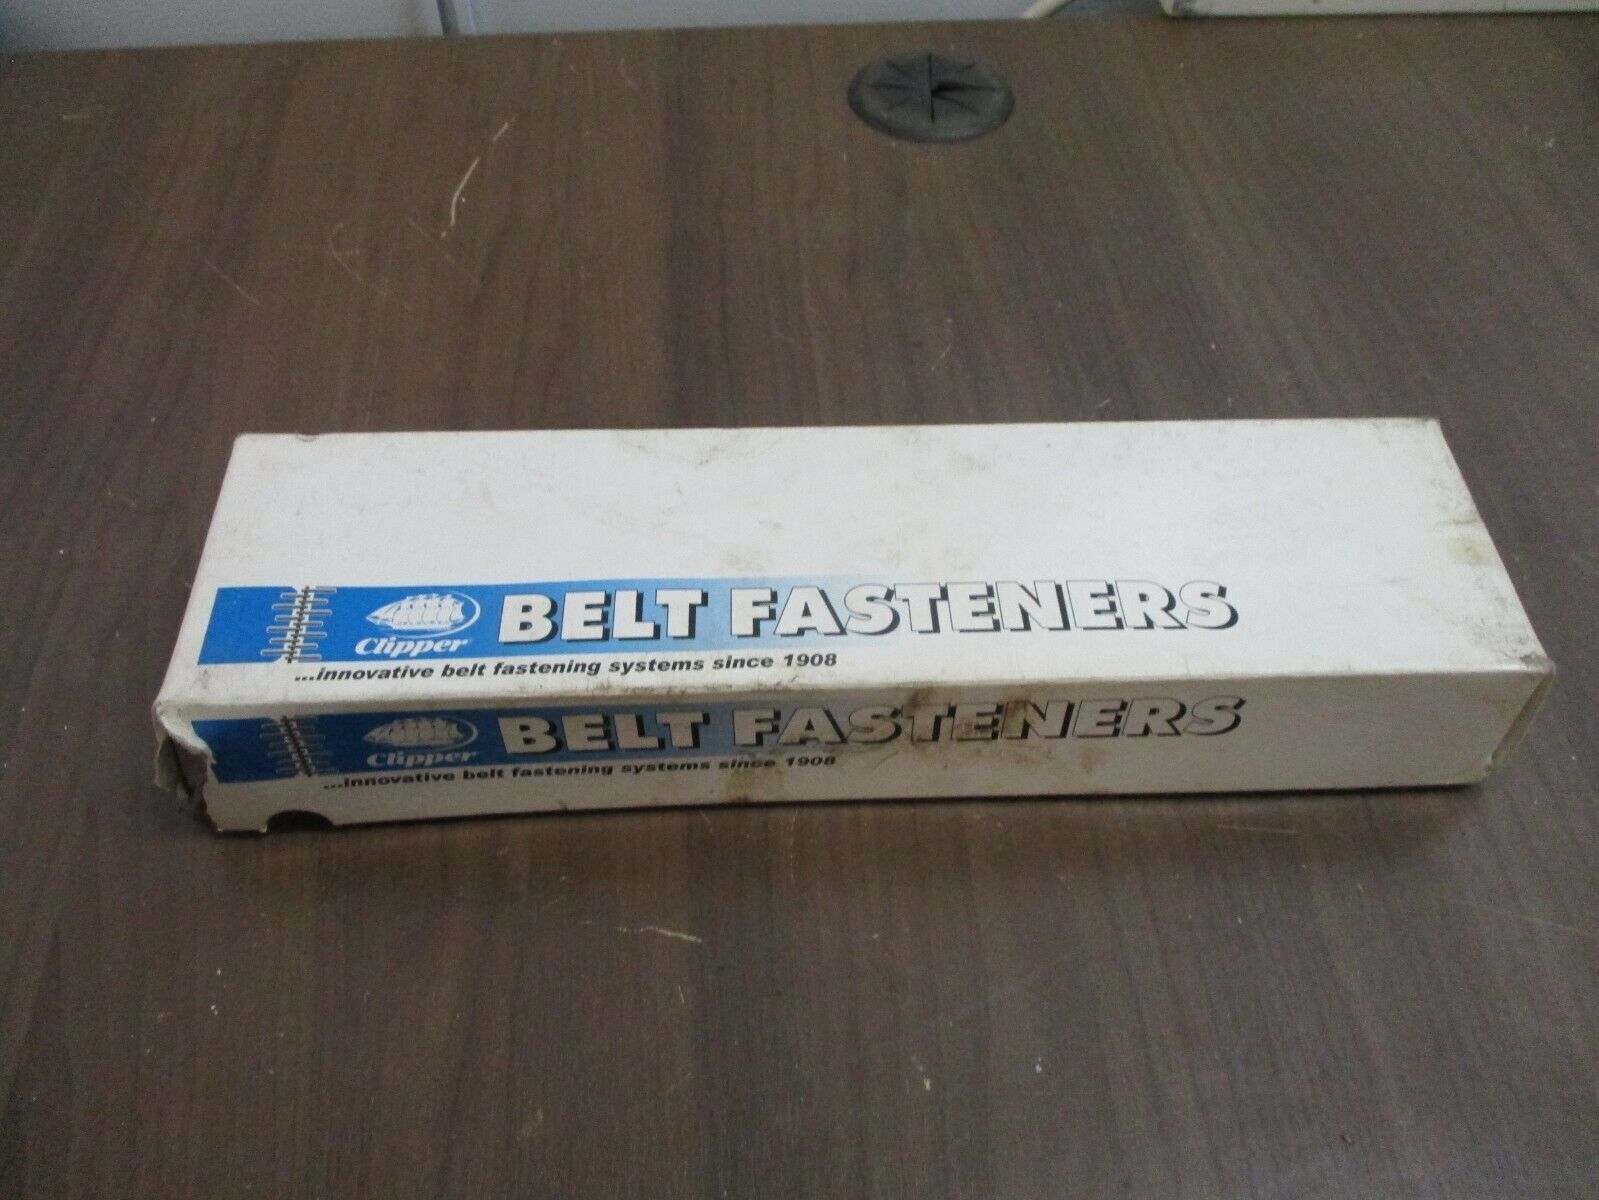 Clipper BELT FASTENERS
...innovative belt fastening systems since 1908
Clipper BELT FASTENERS
...innovative belt fastening systems since 1908